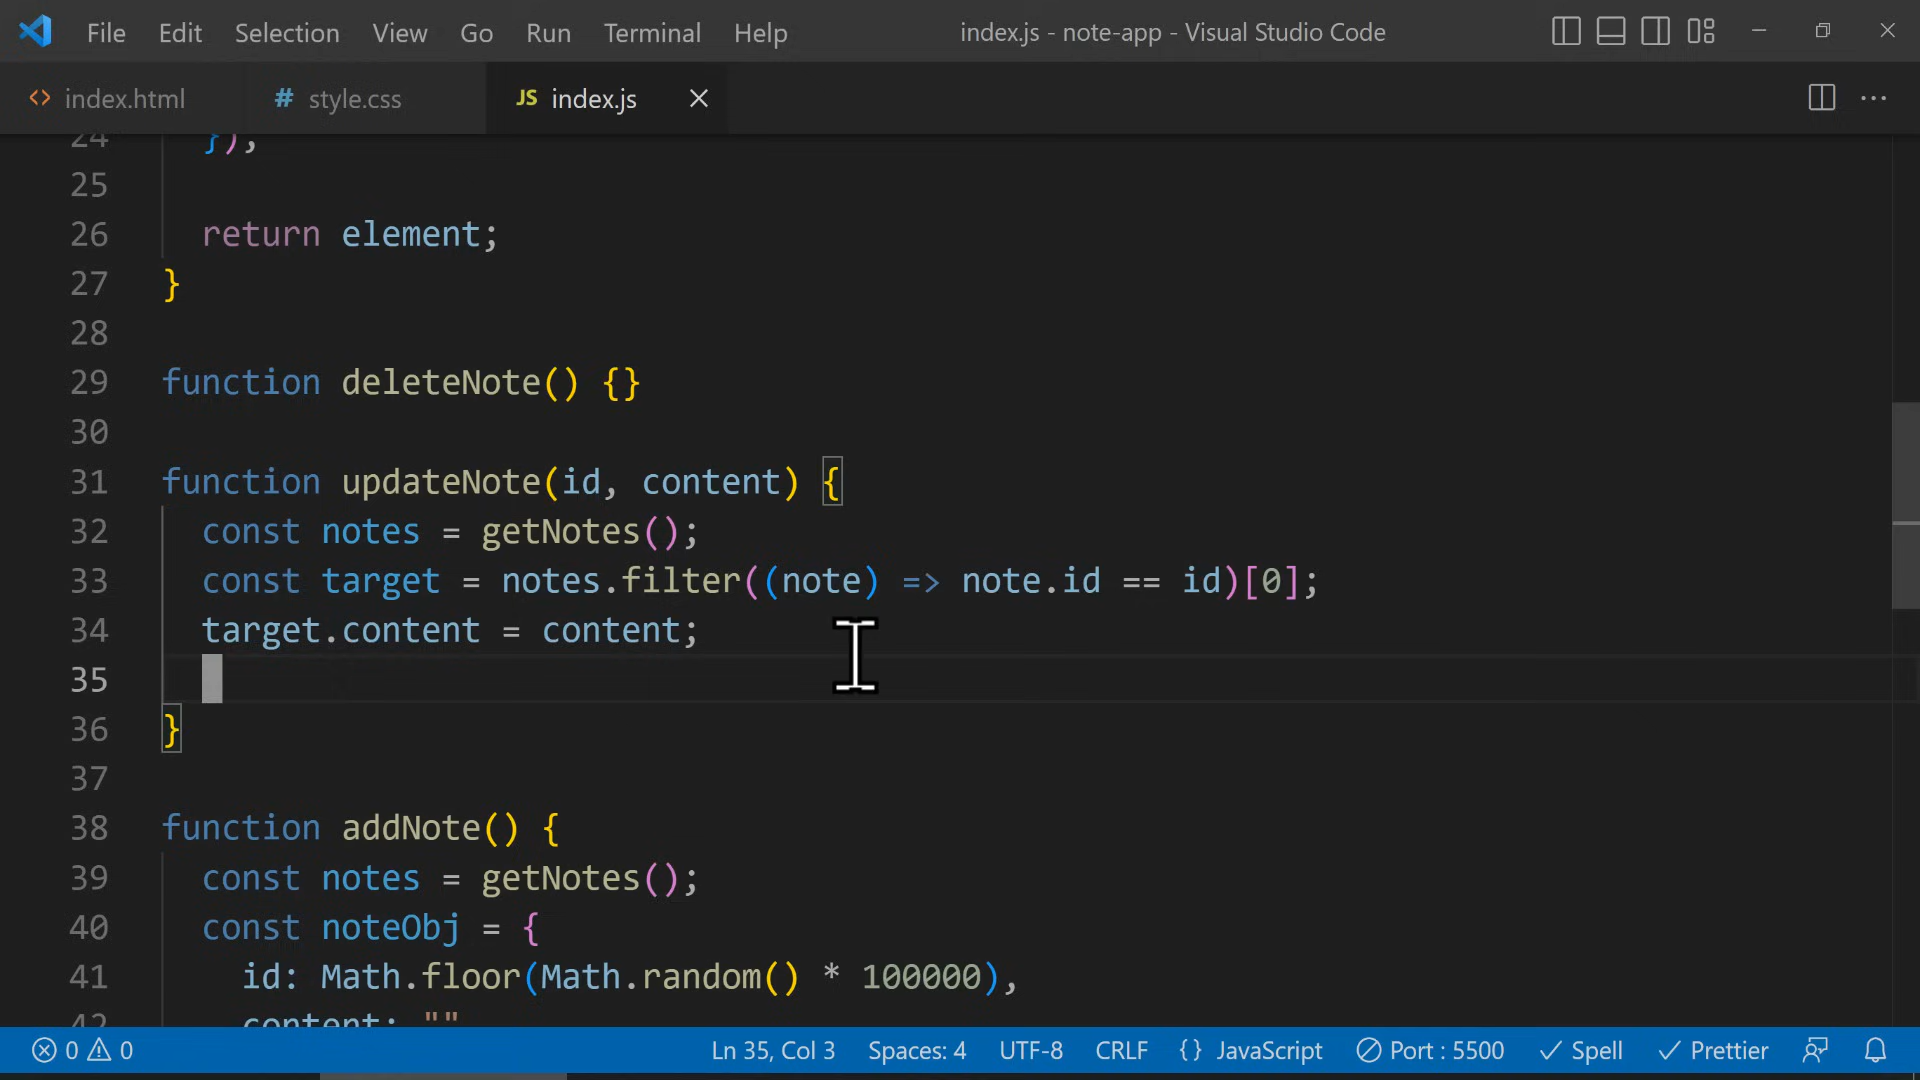 File Edit Selection View Go Run Terminal Help index.js - note-app - Visual Studio Code
<> index.html # style.css JS index.js
24 });
25
26 return element;
27 }
28
29 function deleteNote() {}
30
31 function updateNote(id, content) {
32 const notes = getNotes();
33 const target = notes.filter((note) => note.id == id)[0];
34 target.content = content;
35
36 }
37
38 function addNote() {
39 const notes = getNotes();
40 const noteObj = {
41 id: Math.floor(Math.random() * 100000),
42 content: ""
0 0 Ln 35, Col 3 Spaces: 4 UTF-8 CRLF {} JavaScript Port : 5500 Spell Prettier